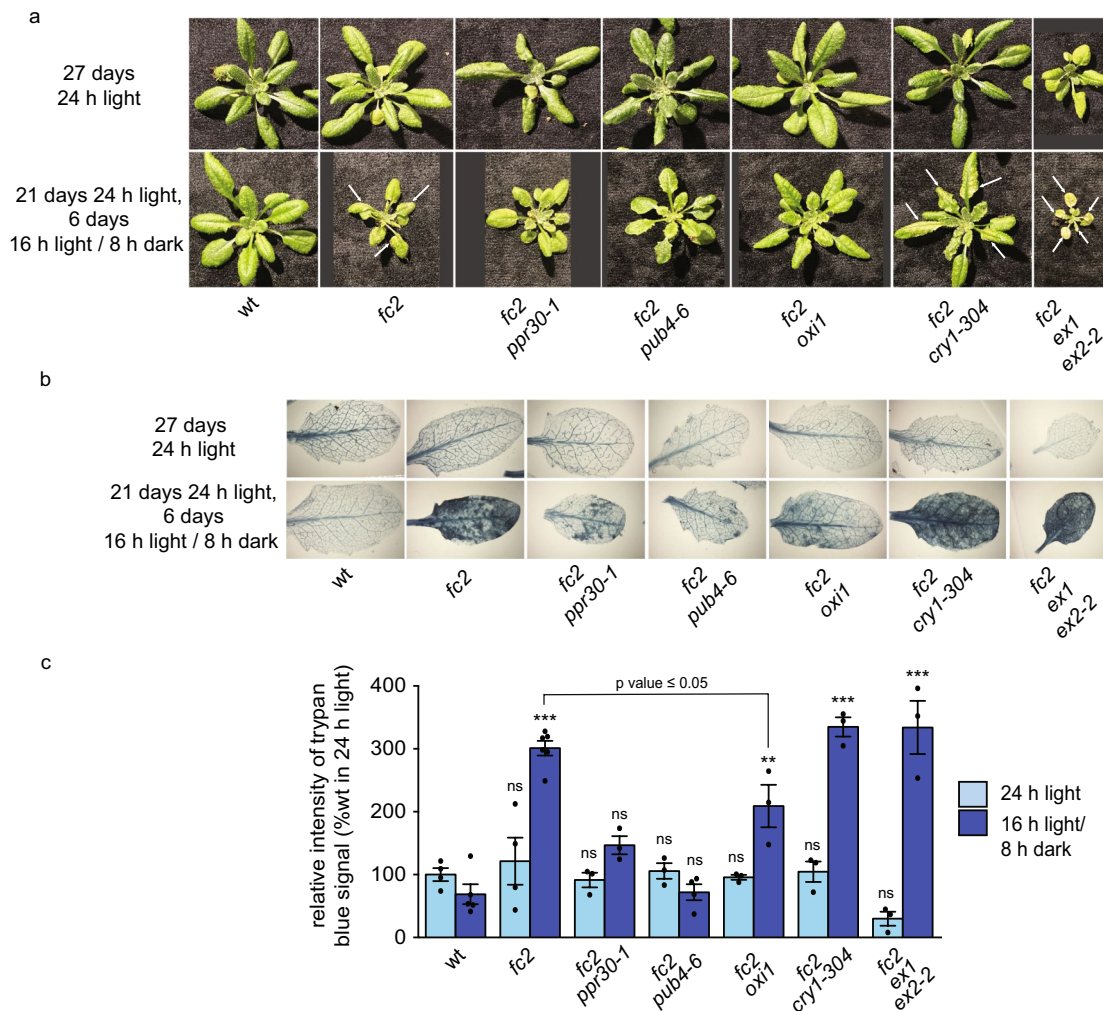 a
27 days
24 h light
21 days 24 h light,
6 days
16 h light / 8 h dark
wt
fc2
fc2
ppr30-1
fc2
pub4-6
fc2
oxi1
fc2
cry1-304
fc2
ex1
ex2-2
b
27 days
24 h light
21 days 24 h light,
6 days
16 h light / 8 h dark
wt
fc2
fc2
ppr30-1
fc2
pub4-6
fc2
oxi1
fc2
cry1-304
fc2
ex1
ex2-2
c
relative intensity of trypan
blue signal (%wt in 24 h light)
400
300
200
100
0
p value ≤ 0.05
ns
***
ns
ns
ns
ns
ns
**
ns
***
ns
***
24 h light
16 h light/
8 h dark
wt
fc2
fc2
ppr30-1
fc2
pub4-6
fc2
oxi1
fc2
cry1-304
fc2
ex1
ex2-2